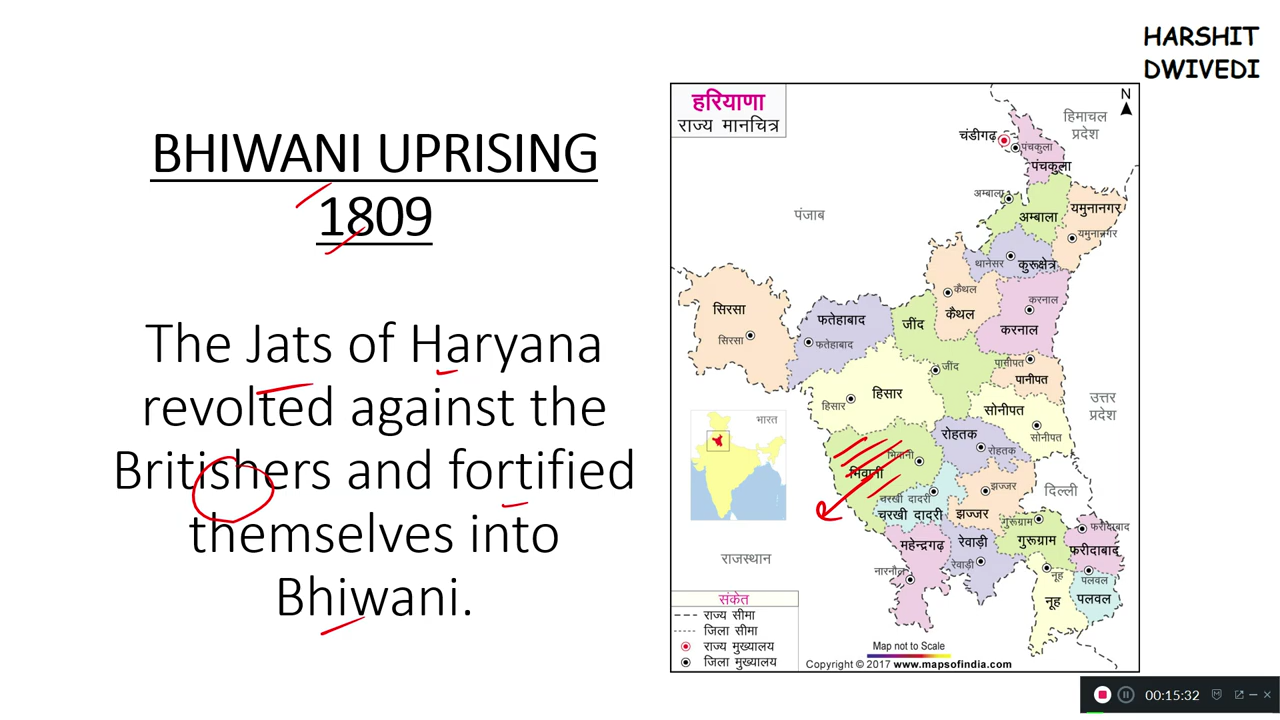 HARSHIT
DWIVEDI
BHIWANI UPRISING
1809
The Jats of Haryana
revolted against the
Britishers and fortified
themselves into
Bhiwani.
हरियाणा
राज्य मानचित्र
N
हिमाचल
प्रदेश
चंडीगढ़
पंचकुला
पंचकुला
अम्बाला
अम्बाला
यमुनानगर
यमुनानगर
पंजाब
थानेसर
कुरूक्षेत्र
कैथल
कैथल
करनाल
करनाल
सिरसा
सिरसा
फतेहाबाद
फतेहाबाद
जींद
जींद
पानीपत
पानीपत
हिसार
हिसार
सोनीपत
सोनीपत
उत्तर
प्रदेश
भारत
रोहतक
रोहतक
भिवानी
भिवानी
चरखी दादरी
चरखी दादरी
झज्जर
झज्जर
दिल्ली
गुरूग्राम
गुरूग्राम
फरीदाबाद
फरीदाबाद
महेन्द्रगढ़
रेवाड़ी
रेवाड़ी
राजस्थान
नारनौल
नूह
नूह
पलवल
पलवल
संकेत
राज्य सीमा
जिला सीमा
राज्य मुख्यालय
जिला मुख्यालय
Map not to Scale
Copyright © 2017 www.mapsofindia.com
00:15:32